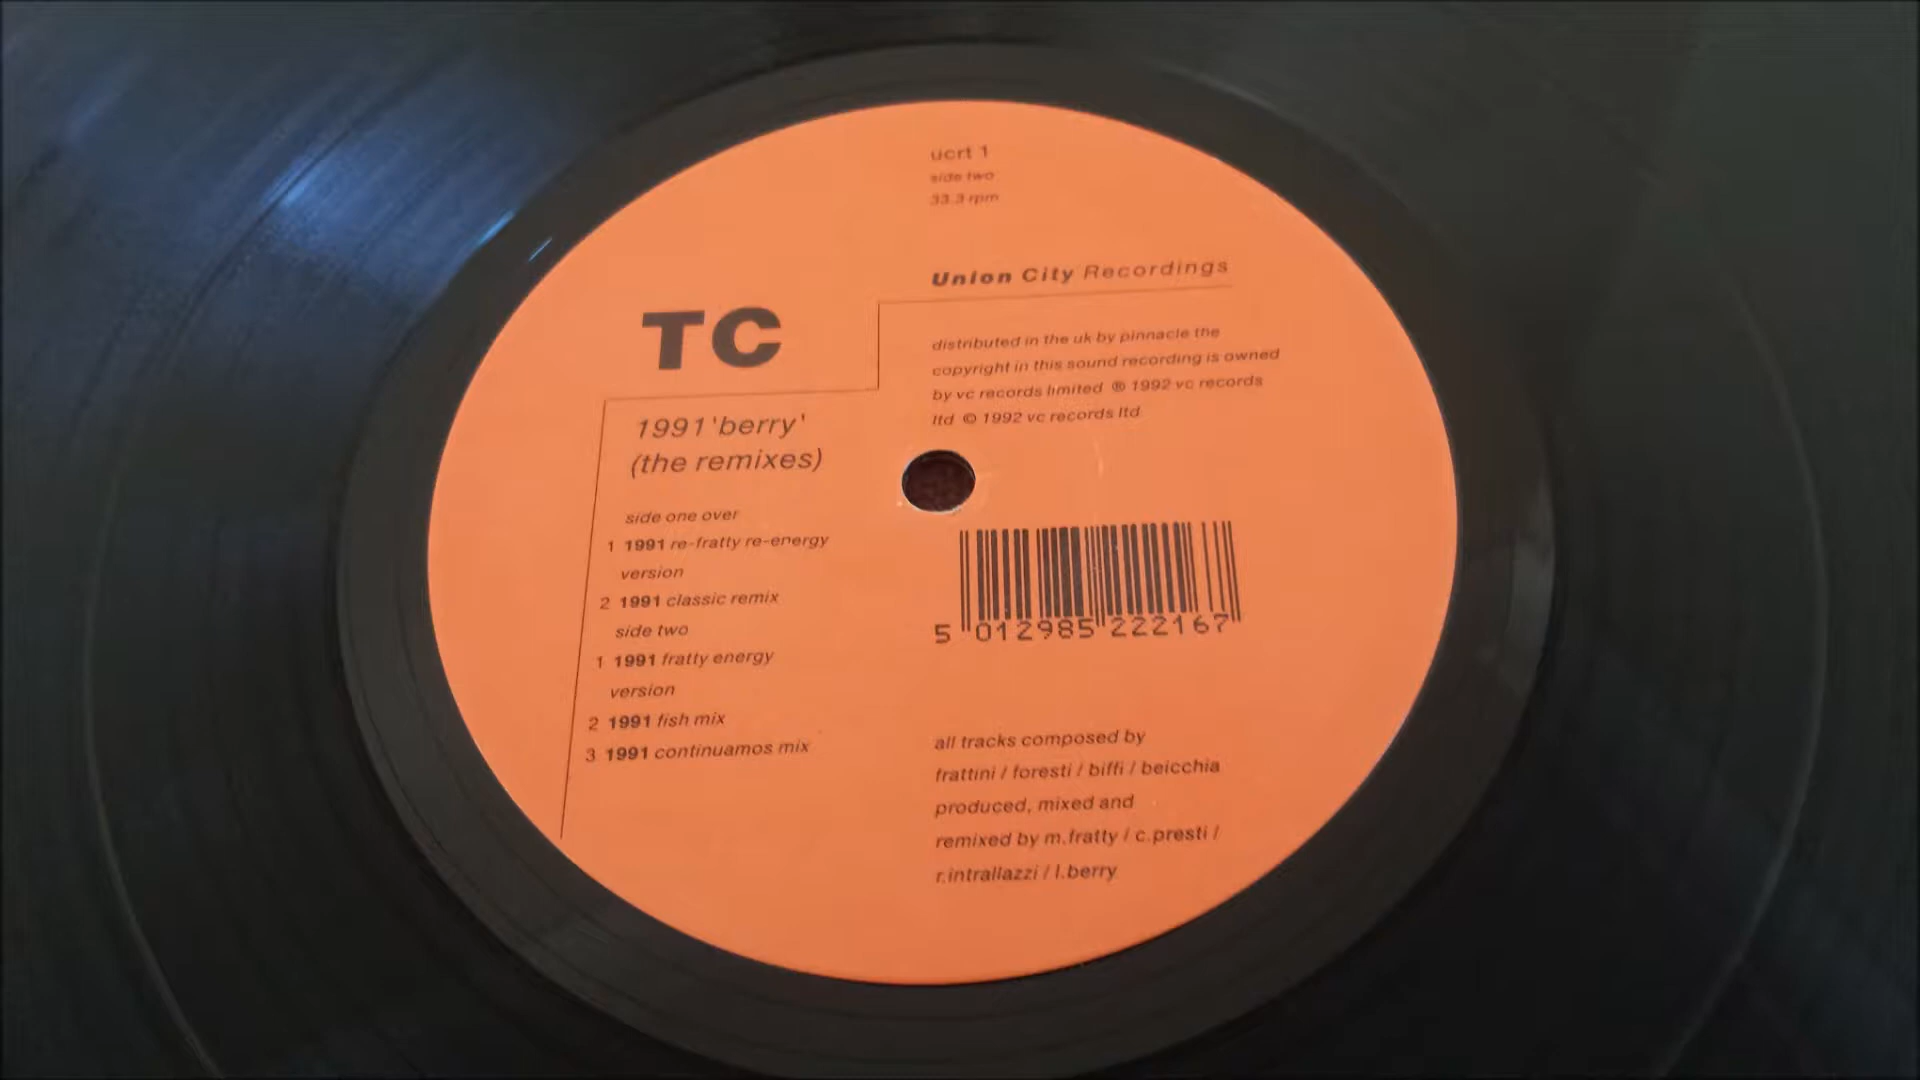 ucrt 1
side two
33.3 rpm
Union City Recordings
TC
distributed in the uk by pinnacle the
copyright in this sound recording is owned
by vc records limited ℗ 1992 vc records
ltd © 1992 vc records ltd
1991 'berry'
(the remixes)
side one over
1 1991 re-fratty re-energy
version
2 1991 classic remix
side two
1 1991 fratty energy
version
2 1991 fish mix
3 1991 continuamos mix
5 012985 222167
all tracks composed by
frattini / foresti / biffi / beicchia
produced, mixed and
remixed by m.fratty / c.presti /
r.intrallazzi / l.berry